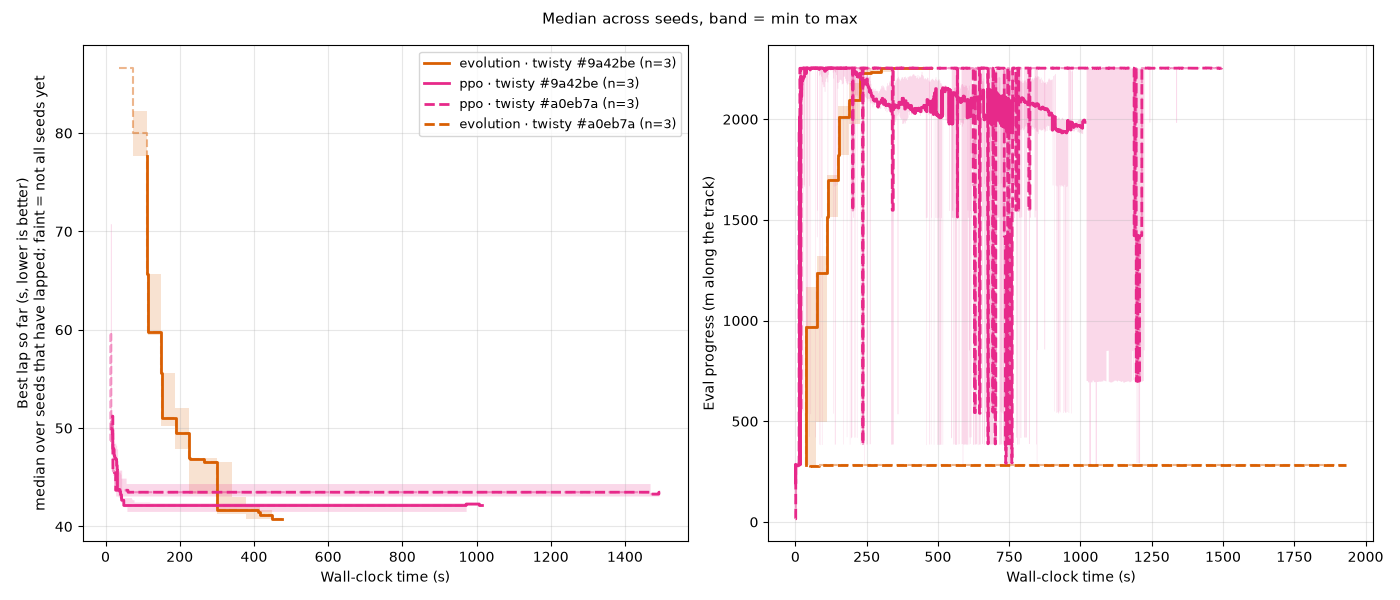 Median across seeds, band = min to max
Best lap so far (s, lower is better)
median over seeds that have lapped; faint = not all seeds yet
80
70
60
50
40
evolution · twisty #9a42be (n=3)
ppo · twisty #9a42be (n=3)
ppo · twisty #a0eb7a (n=3)
evolution · twisty #a0eb7a (n=3)
0 200 400 600 800 1000 1200 1400
Wall-clock time (s)
Eval progress (m along the track)
2000
1500
1000
500
0
0 250 500 750 1000 1250 1500 1750 2000
Wall-clock time (s)